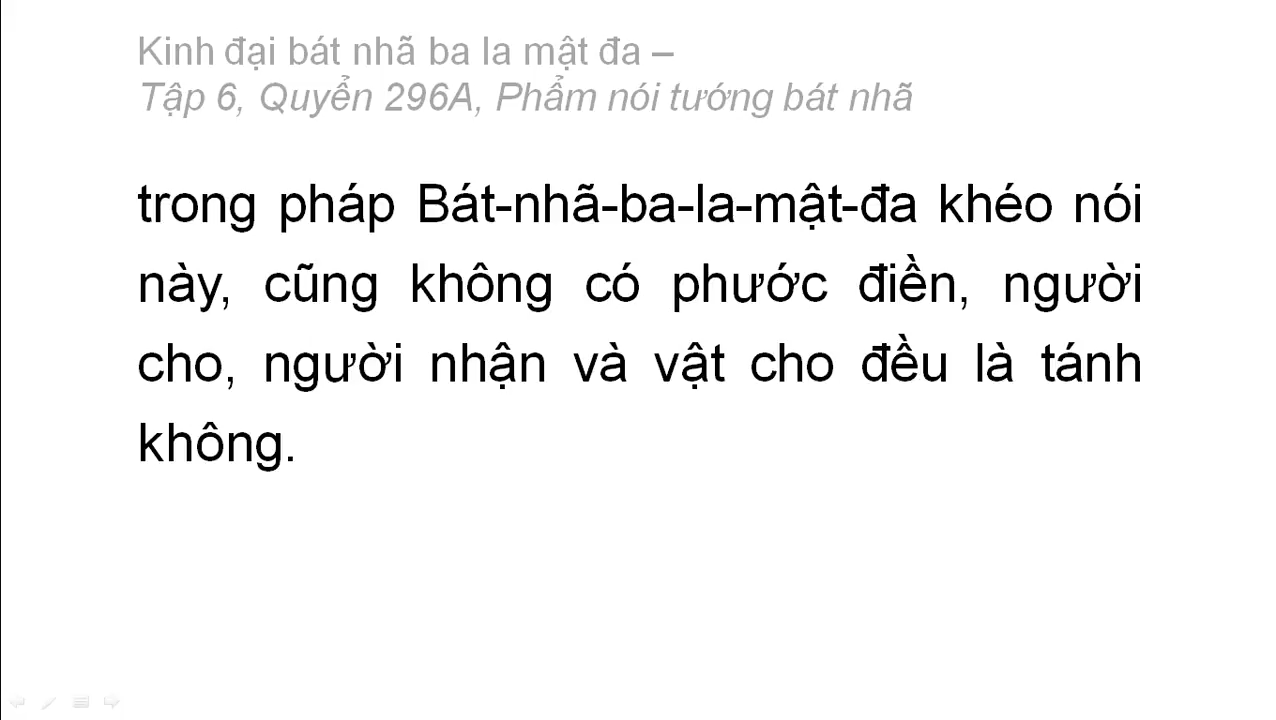 Kinh đại bát nhã ba la mật đa –
Tập 6, Quyển 296A, Phẩm nói tướng bát nhã
trong pháp Bát-nhã-ba-la-mật-đa khéo nói
này, cũng không có phước điền, người
cho, người nhận và vật cho đều là tánh
không.